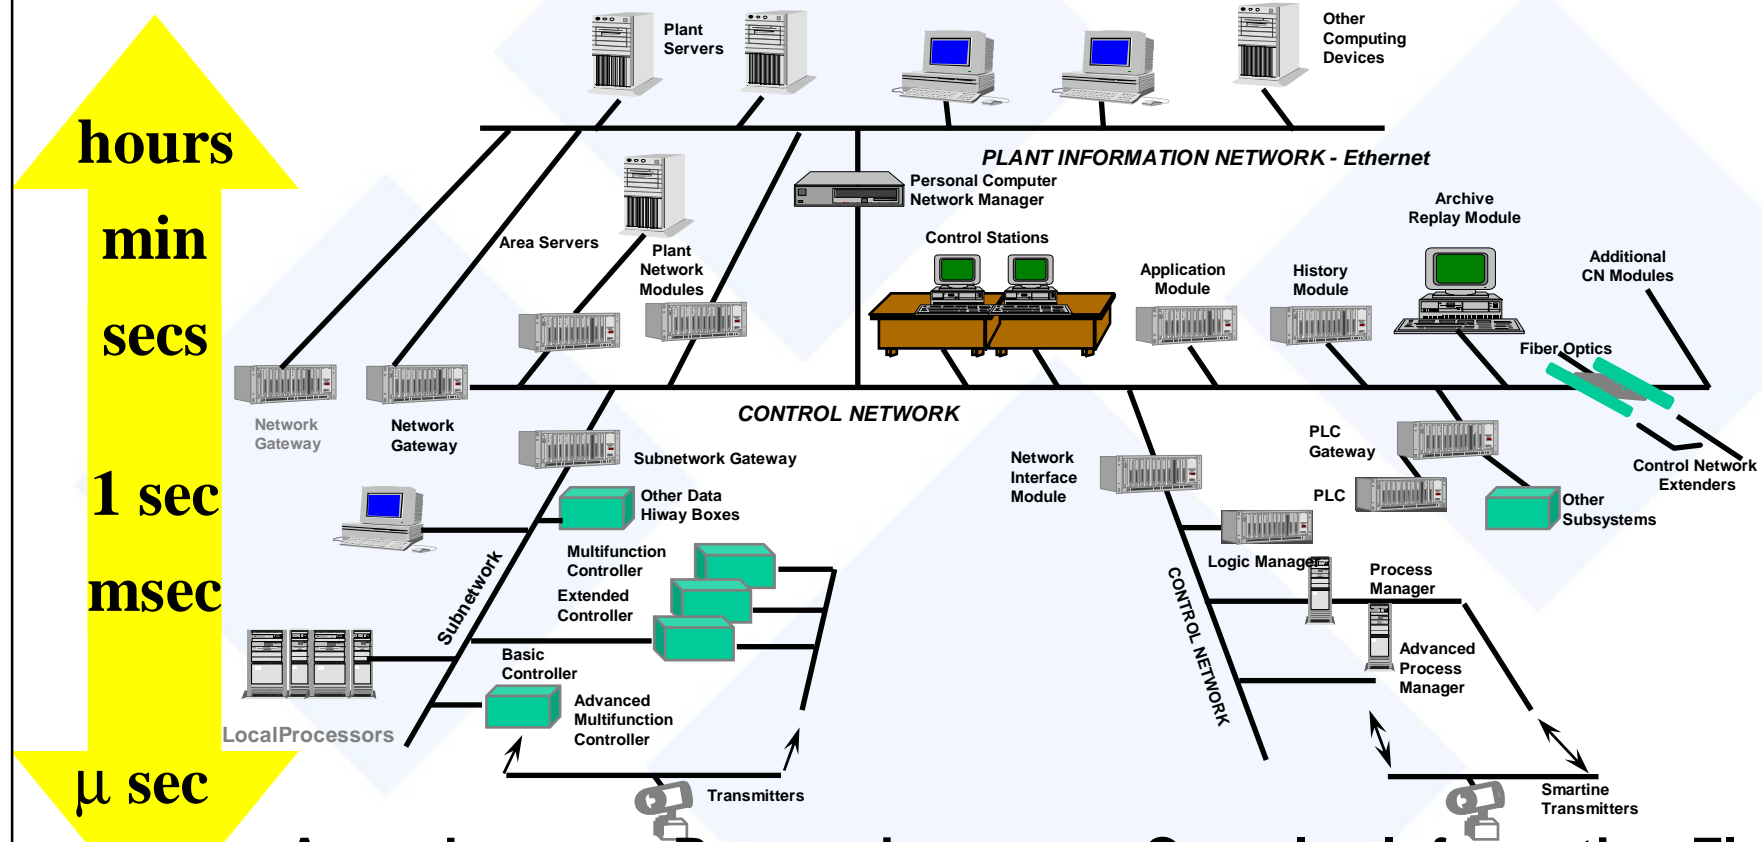 hours
min
secs
1 sec
msec
μ sec
Plant
Servers
Other
Computing
Devices
PLANT INFORMATION NETWORK - Ethernet
Personal Computer
Network Manager
Archive
Replay Module
Area Servers
Plant
Network
Modules
Control Stations
Application
Module
History
Module
Additional
CN Modules
Fiber Optics
Network
Gateway
Network
Gateway
CONTROL NETWORK
Subnetwork Gateway
Network
Interface
Module
PLC
Gateway
Control Network
Extenders
PLC
Other
Subsystems
Other Data
Hiway Boxes
Multifunction
Controller
Extended
Controller
Subnetwork
Basic
Controller
Advanced
Multifunction
Controller
LocalProcessors
Transmitters
Logic Manager
CONTROL NETWORK
Process
Manager
Advanced
Process
Manager
Smartine
Transmitters